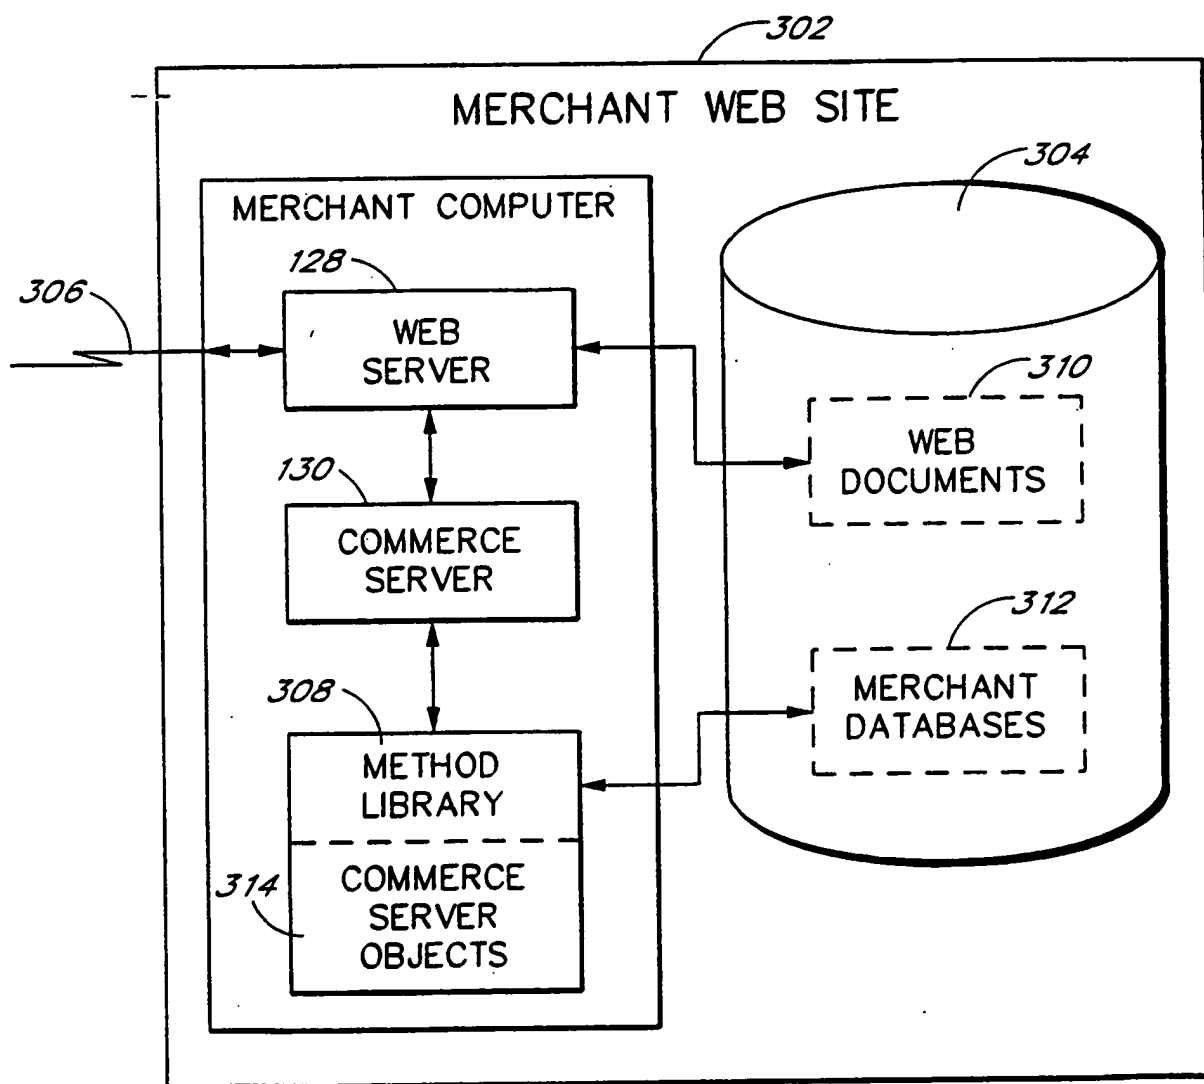 302
MERCHANT WEB SITE
304
MERCHANT COMPUTER
128
306
WEB
SERVER
310
WEB
DOCUMENTS
130
COMMERCE
SERVER
312
MERCHANT
DATABASES
308
METHOD
LIBRARY
314
COMMERCE
SERVER
OBJECTS